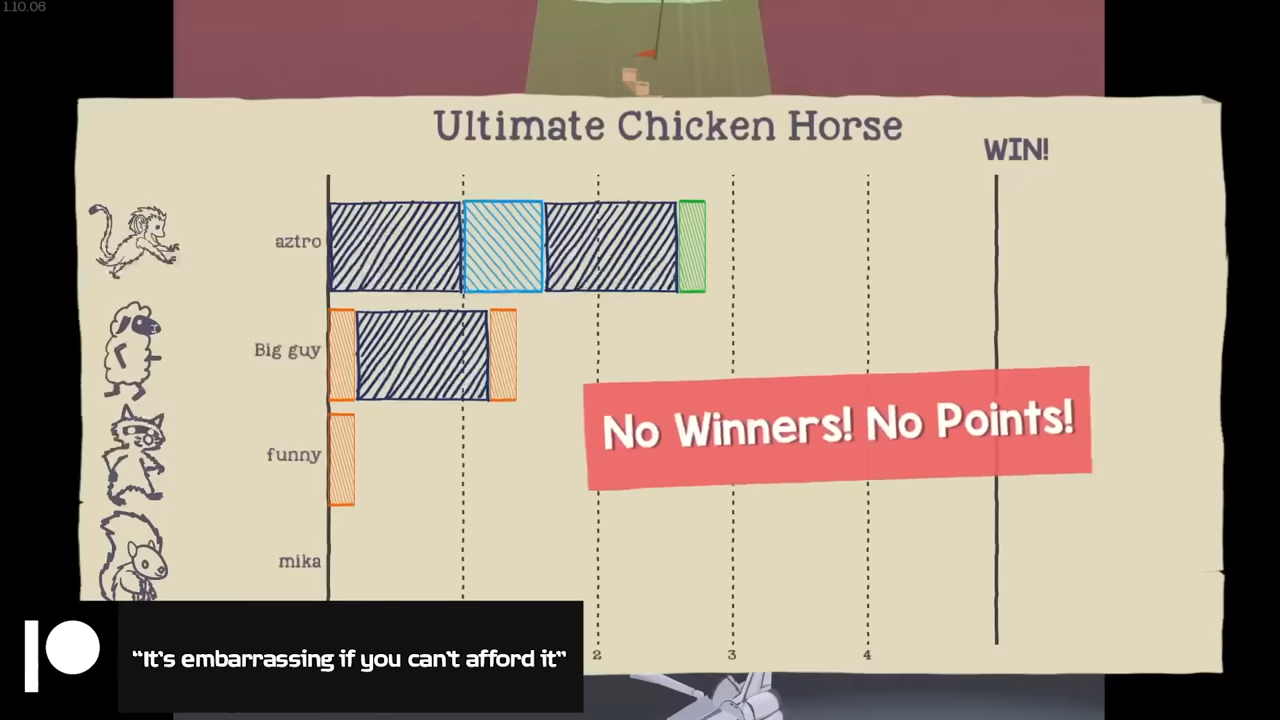 1.10.06
Ultimate Chicken Horse
WIN!
aztro
Big guy
No Winners! No Points!
funny
mika
“It's embarrassing if you can't afford it”
2
3
4